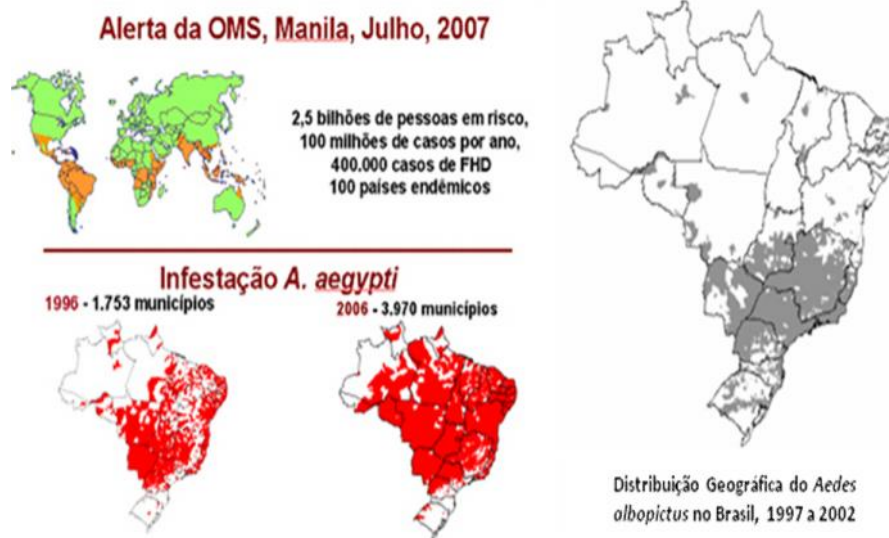 Alerta da OMS, Manila, Julho, 2007
2,5 bilhões de pessoas em risco,
100 milhões de casos por ano,
400.000 casos de FHD
100 países endêmicos
Infestação A. aegypti
1996 - 1.753 municípios
2006 - 3.970 municípios
Distribuição Geográfica do Aedes
albopictus no Brasil, 1997 a 2002